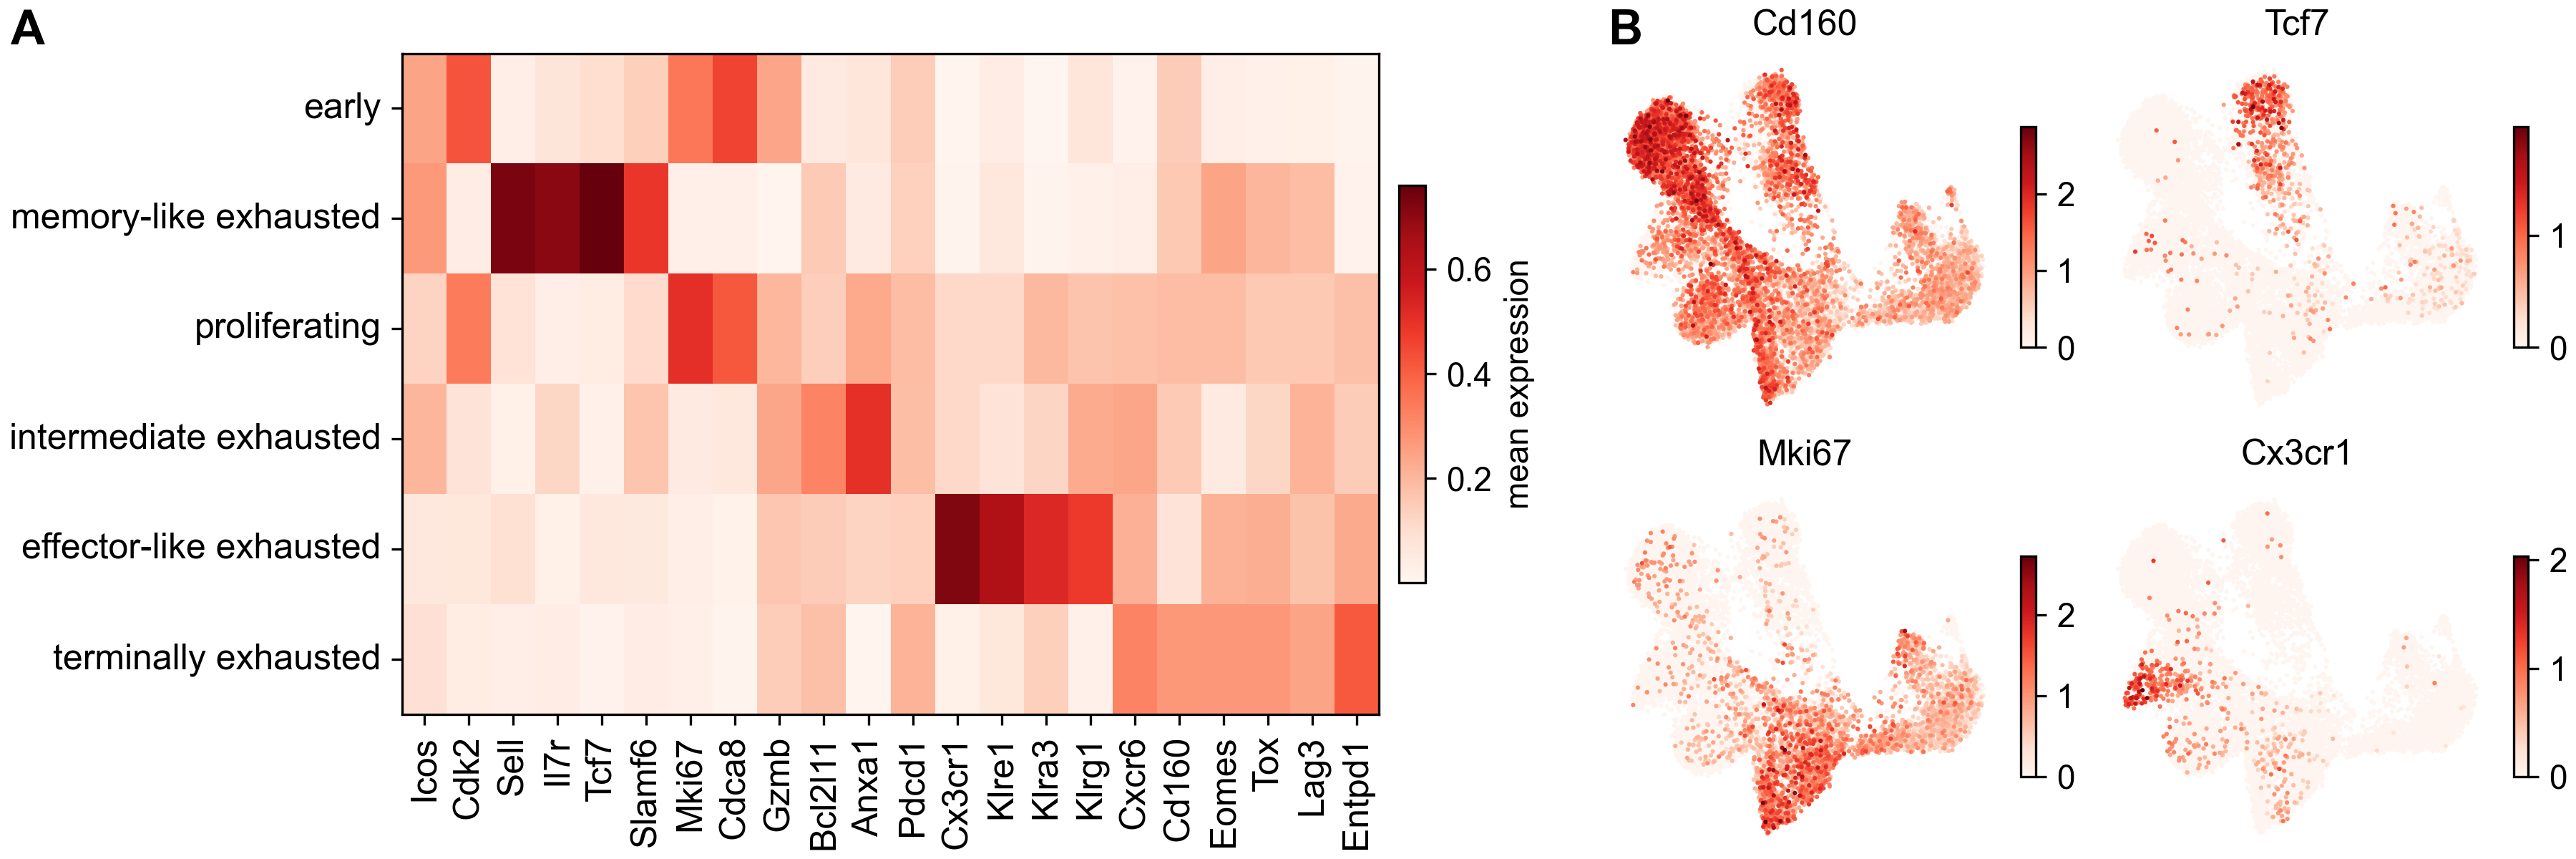 A
early
memory-like exhausted
proliferating
intermediate exhausted
effector-like exhausted
terminally exhausted
Icos
Cdk2
Sell
Il7r
Tcf7
Slamf6
Mki67
Cdca8
Gzmb
Bcl2l11
Anxa1
Pdcd1
Cx3cr1
Klre1
Klra3
Klrg1
Cxcr6
Cd160
Eomes
Tox
Lag3
Entpd1
0.6
0.4
0.2
mean expression
B
Cd160
2
1
0
Tcf7
1
0
Mki67
2
1
0
Cx3cr1
2
1
0